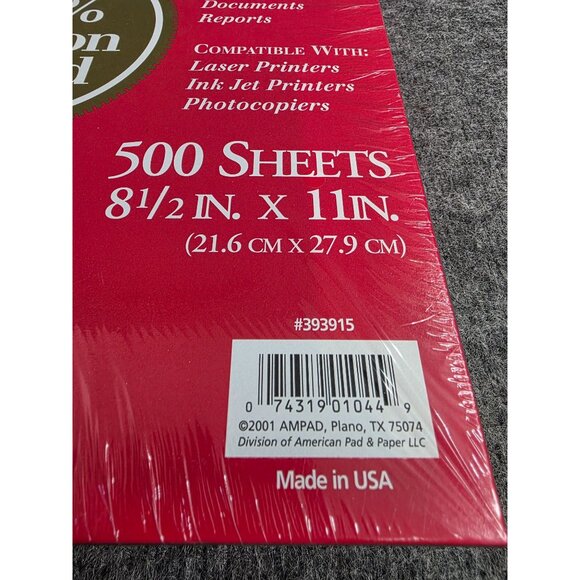 %
on
d
Documents
Reports
COMPATIBLE WITH:
Laser Printers
Ink Jet Printers
Photocopiers
500 SHEETS
8 1/2 IN. X 11IN.
(21.6 CM X 27.9 CM)
#393915
0 74319 01044 9
©2001 AMPAD, Plano, TX 75074
Division of American Pad & Paper LLC
Made in USA